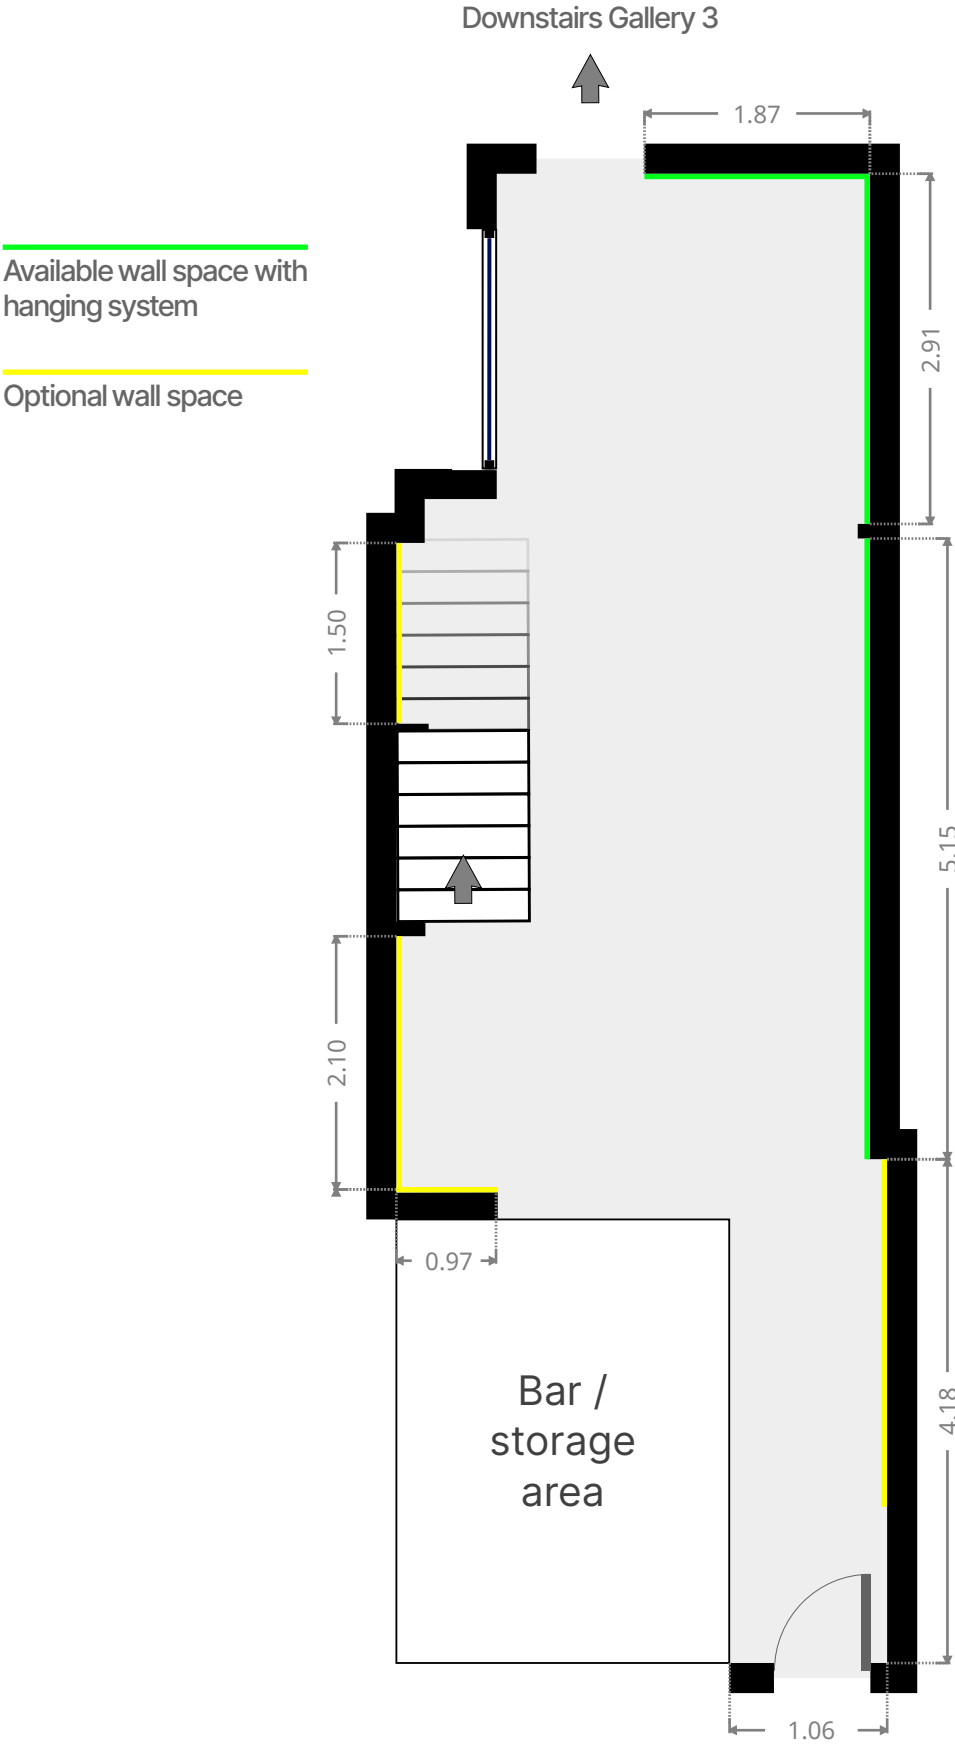 Downstairs Gallery 3
1.87
Available wall space with
hanging system
2.91
Optional wall space
1.50
5.15
2.10
0.97
Bar /
storage
area
4.18
1.06